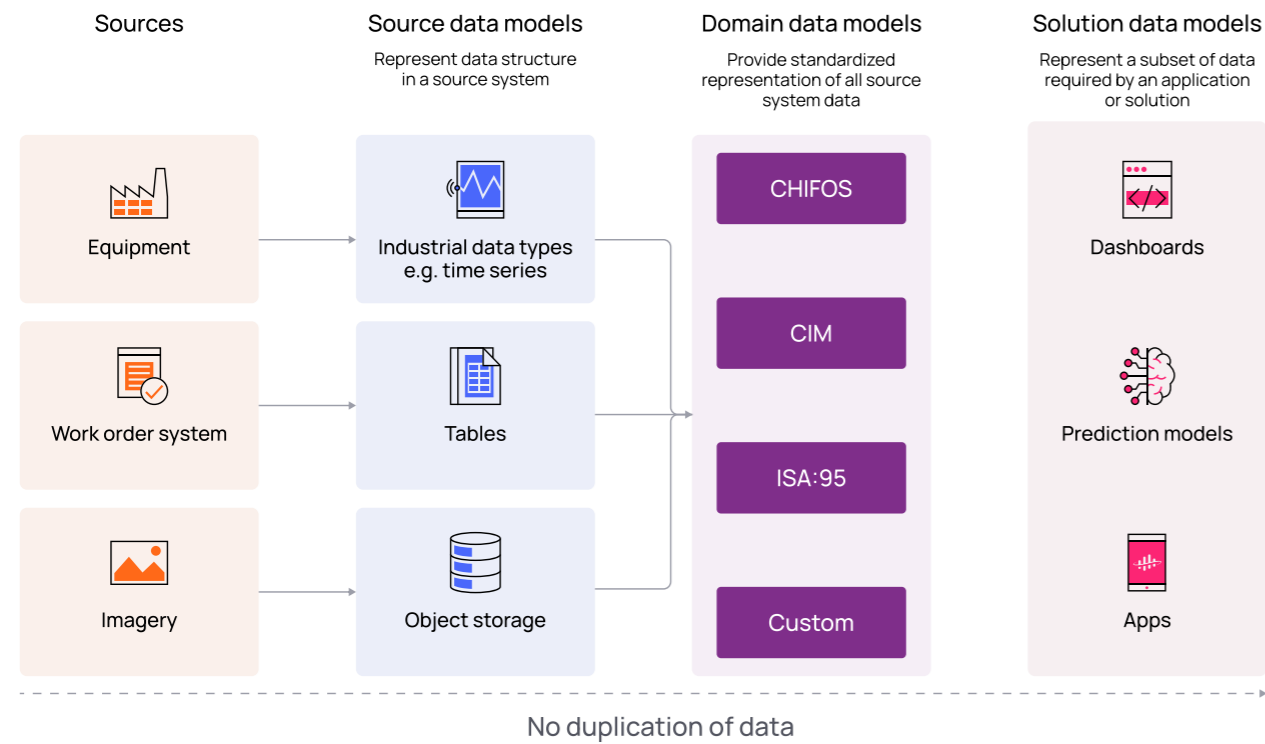 Sources
Source data models
Represent data structure
in a source system
Domain data models
Provide standardized
representation of all source
system data
Solution data models
Represent a subset of data
required by an application
or solution
Equipment
Industrial data types
e.g. time series
CHIFOS
Dashboards
CIM
Work order system
Tables
Prediction models
ISA:95
Imagery
Object storage
Custom
Apps
No duplication of data